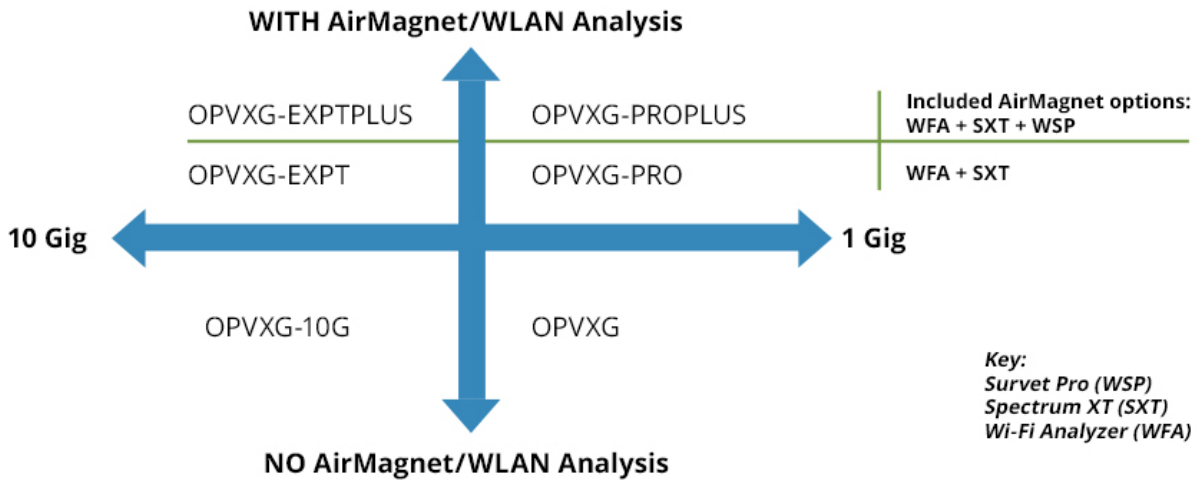 WITH AirMagnet/WLAN Analysis
OPVXG-EXPTPLUS
OPVXG-PROPLUS
Included AirMagnet options:
WFA + SXT + WSP
OPVXG-EXPT
OPVXG-PRO
WFA + SXT
10 Gig
1 Gig
OPVXG-10G
OPVXG
Key:
Survet Pro (WSP)
Spectrum XT (SXT)
Wi-Fi Analyzer (WFA)
NO AirMagnet/WLAN Analysis